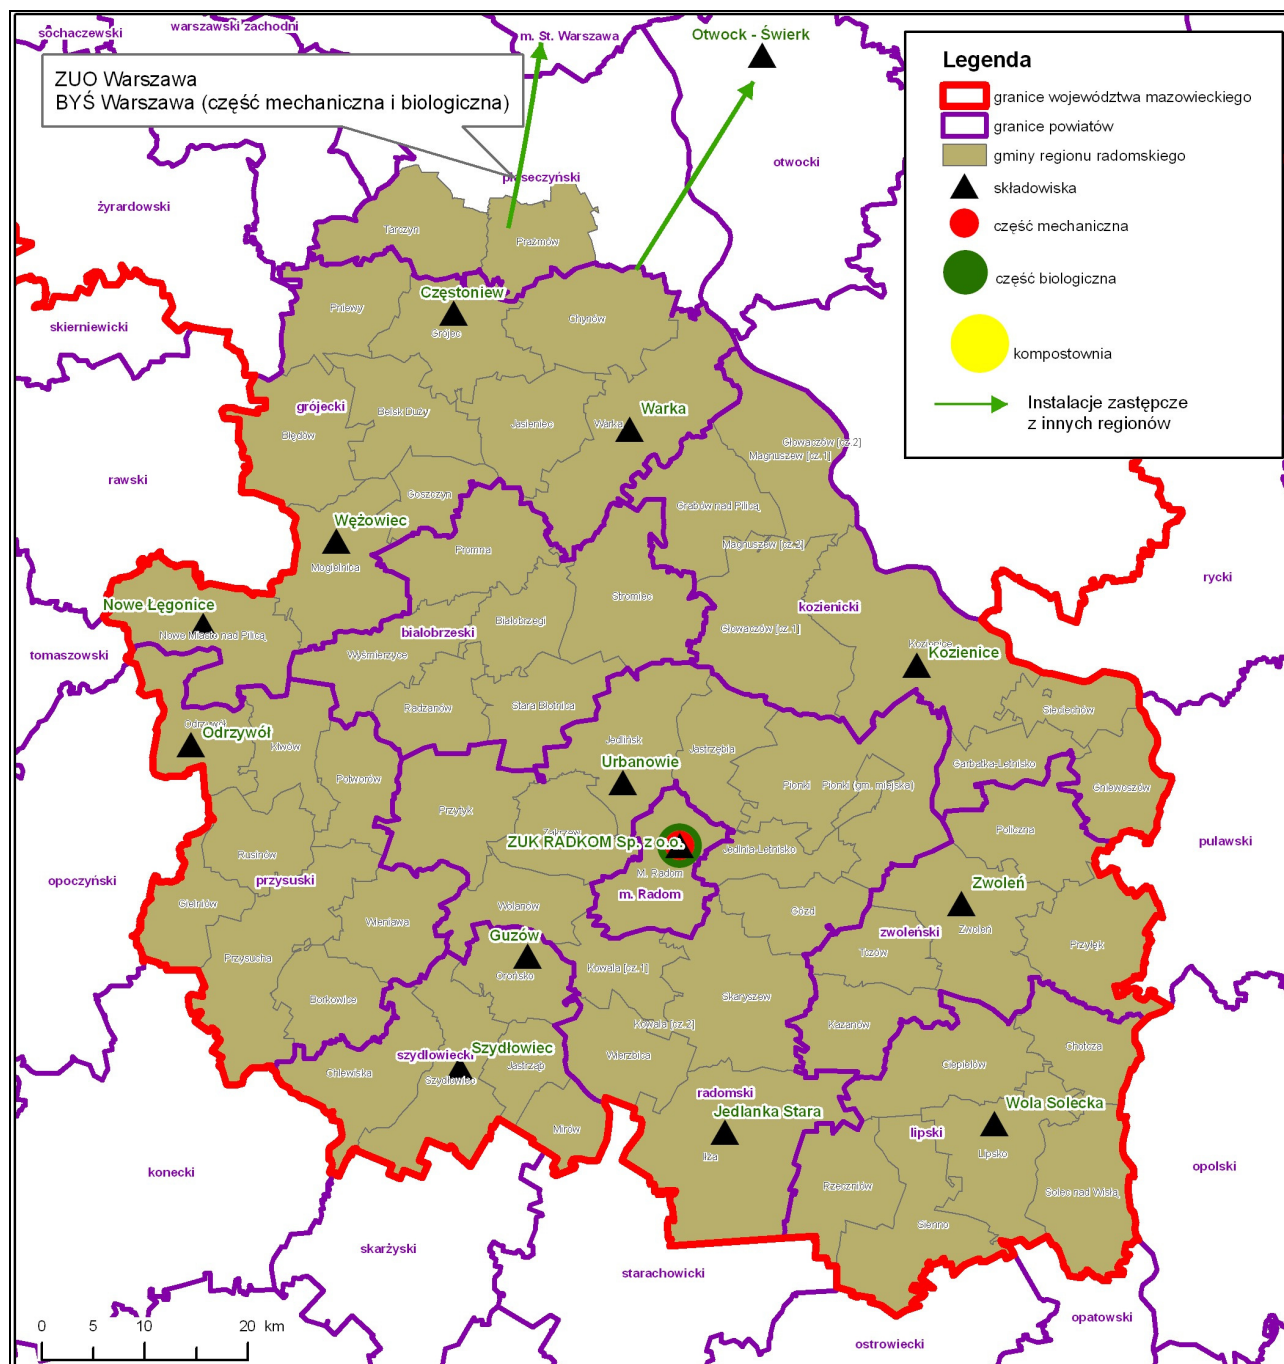 sochaczewski
warszawski zachodni
m. St. Warszawa
Otwock - Świerk
ZUO Warszawa
BYŚ Warszawa (część mechaniczna i biologiczna)
Legenda
granice województwa mazowieckiego
granice powiatów
gminy regionu radomskiego
składowiska
część mechaniczna
część biologiczna
kompostownia
Instalacje zastępcze
z innych regionów
otwocki
piaseczyński
żyrardowski
Tarczyn
Prażmów
skierniewicki
Pniewy
Częstoniew
Grójec
Chynów
grójecki
Belsk Duży
Błędów
Jasieniec
Warka
Warka
Głowaczów [cz.2]
Magnuszew [cz.1]
rawski
Goszczyn
Grabów nad Pilicą
Wężowiec
Mogielnica
Promna
Magnuszew [cz.2]
rycki
Nowe Łęgonice
Nowe Miasto nad Pilicą
Stromiec
kozienicki
Białobrzegi
białobrzeski
Głowaczów [cz.1]
Kozienice
Kozienice
tomaszowski
Wyśmierzyce
Radzanów
Stara Błotnica
Sieciechów
Odrzywół
Odrzywół
Klwów
Potworów
Jedlińsk
Jastrzębia
Urbanowie
Garbatka-Letnisko
Gniewoszów
Pionki
Pionki (gm. miejska)
Przytyk
Zakrzew
ZUK RADKOM Sp. z o.o.
Policzna
puławski
Rusinów
Jedlnia-Letnisko
M. Radom
m. Radom
opoczyński
przysuski
Gielniów
Wieniawa
Wolanów
Gózd
Zwoleń
Zwoleń
zwoleński
Tczów
Przyłęk
Guzów
Orońsko
Przysucha
Kowala [cz.1]
Borkowice
Skaryszew
Kowala [cz.2]
Kazanów
szydłowiecki
Szydłowiec
Szydłowiec
Jastrząb
Wierzbica
Chlewiska
Chotcza
Ciepielów
radomski
Jedlanka Stara
Iłża
Wola Solecka
lipski
Lipsko
Mirów
konecki
opolski
Rzeczniów
Solec nad Wisłą
Sienno
skarżyski
starachowicki
opatowski
ostrowiecki
0 5 10 20 km